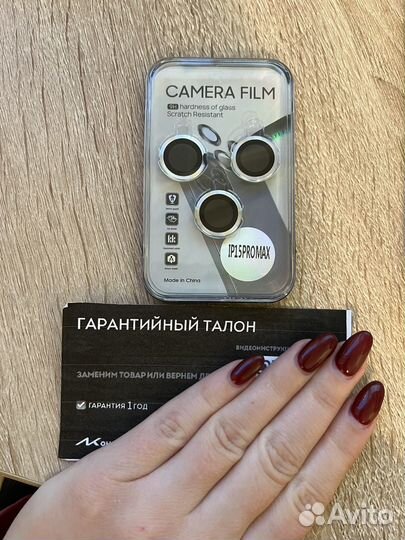 CAMERA FILM
9H hardness of glass
Scratch Resistant
IP15PROMAX
Made in China
ГАРАНТИЙНЫЙ ТАЛОН
ЗАМЕНИМ ТОВАР ИЛИ ВЕРНЕМ
ГАРАНТИЯ 1 ГОД
Avito